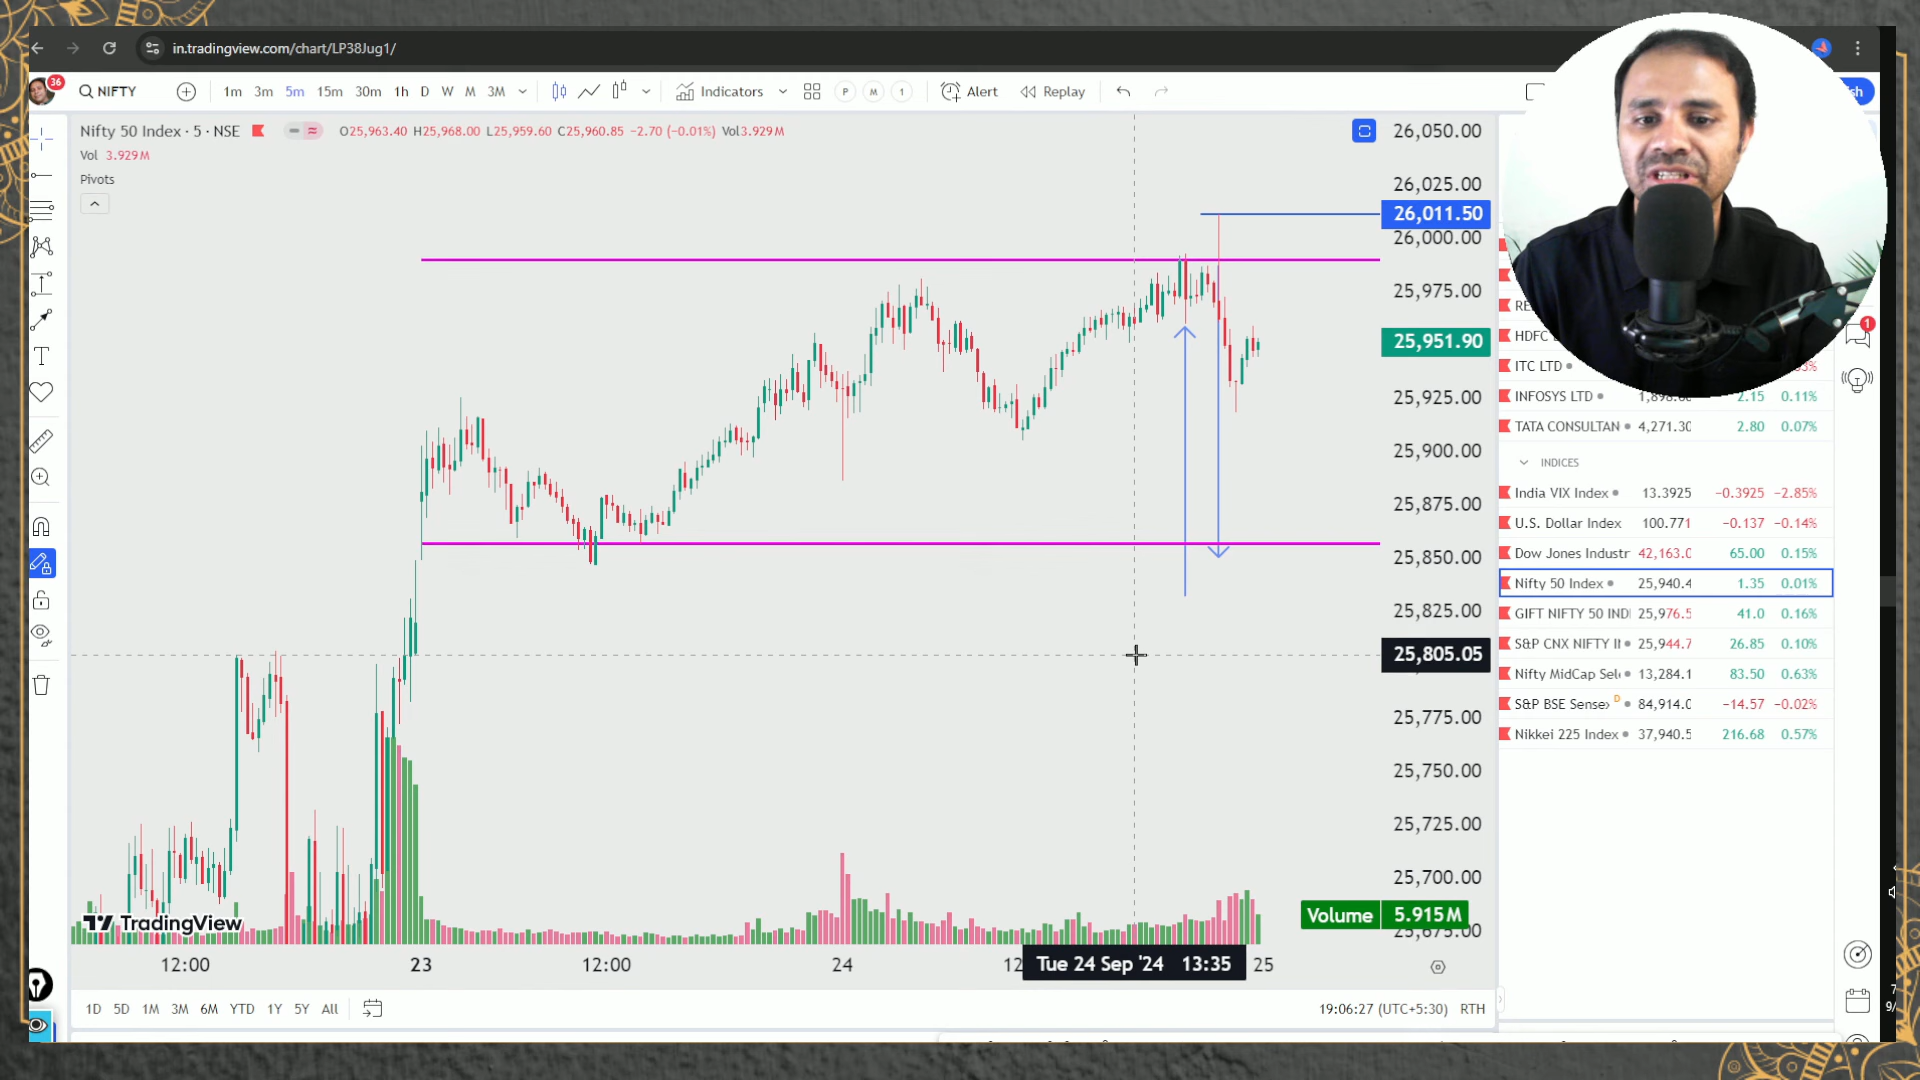 in.tradingview.com/chart/LP38Jug1/
36
NIFTY
1m 3m 5m 15m 30m 1h D W M 3M
Indicators
P M 1
Alert
Replay
Nifty 50 Index · 5 · NSE
O25,963.40 H25,968.00 L25,959.60 C25,960.85 −2.70 (−0.01%) Vol3.929M
Vol 3.929M
Pivots
26,050.00
26,025.00
26,011.50
26,000.00
25,975.00
25,951.90
25,925.00
25,900.00
25,875.00
25,850.00
25,825.00
25,805.05
25,775.00
25,750.00
25,725.00
25,700.00
Volume 5.915M
25,675.00
TradingView
12:00 23 12:00 24 Tue 24 Sep '24 13:35 25
1D 5D 1M 3M 6M YTD 1Y 5Y All
19:06:27 (UTC+5:30) RTH
HDFC
ITC LTD
INFOSYS LTD 2.15 0.11%
TATA CONSULTAN 4,271.30 2.80 0.07%
INDICES
India VIX Index 13.3925 −0.3925 −2.85%
U.S. Dollar Index 100.771 −0.137 −0.14%
Dow Jones Industr 42,163.0 65.00 0.15%
Nifty 50 Index 25,940.4 1.35 0.01%
GIFT NIFTY 50 IND 25,976.5 41.0 0.16%
S&P CNX NIFTY I 25,944.7 26.85 0.10%
Nifty MidCap Sel 13,284.1 83.50 0.63%
S&P BSE Sensex D 84,914.0 −14.57 −0.02%
Nikkei 225 Index 37,940.5 216.68 0.57%
1